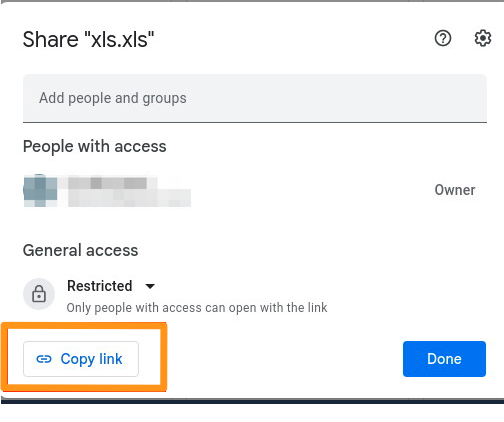 Share "xls.xls"
Add people and groups
People with access
Owner
General access
Restricted
Only people with access can open with the link
Copy link
Done